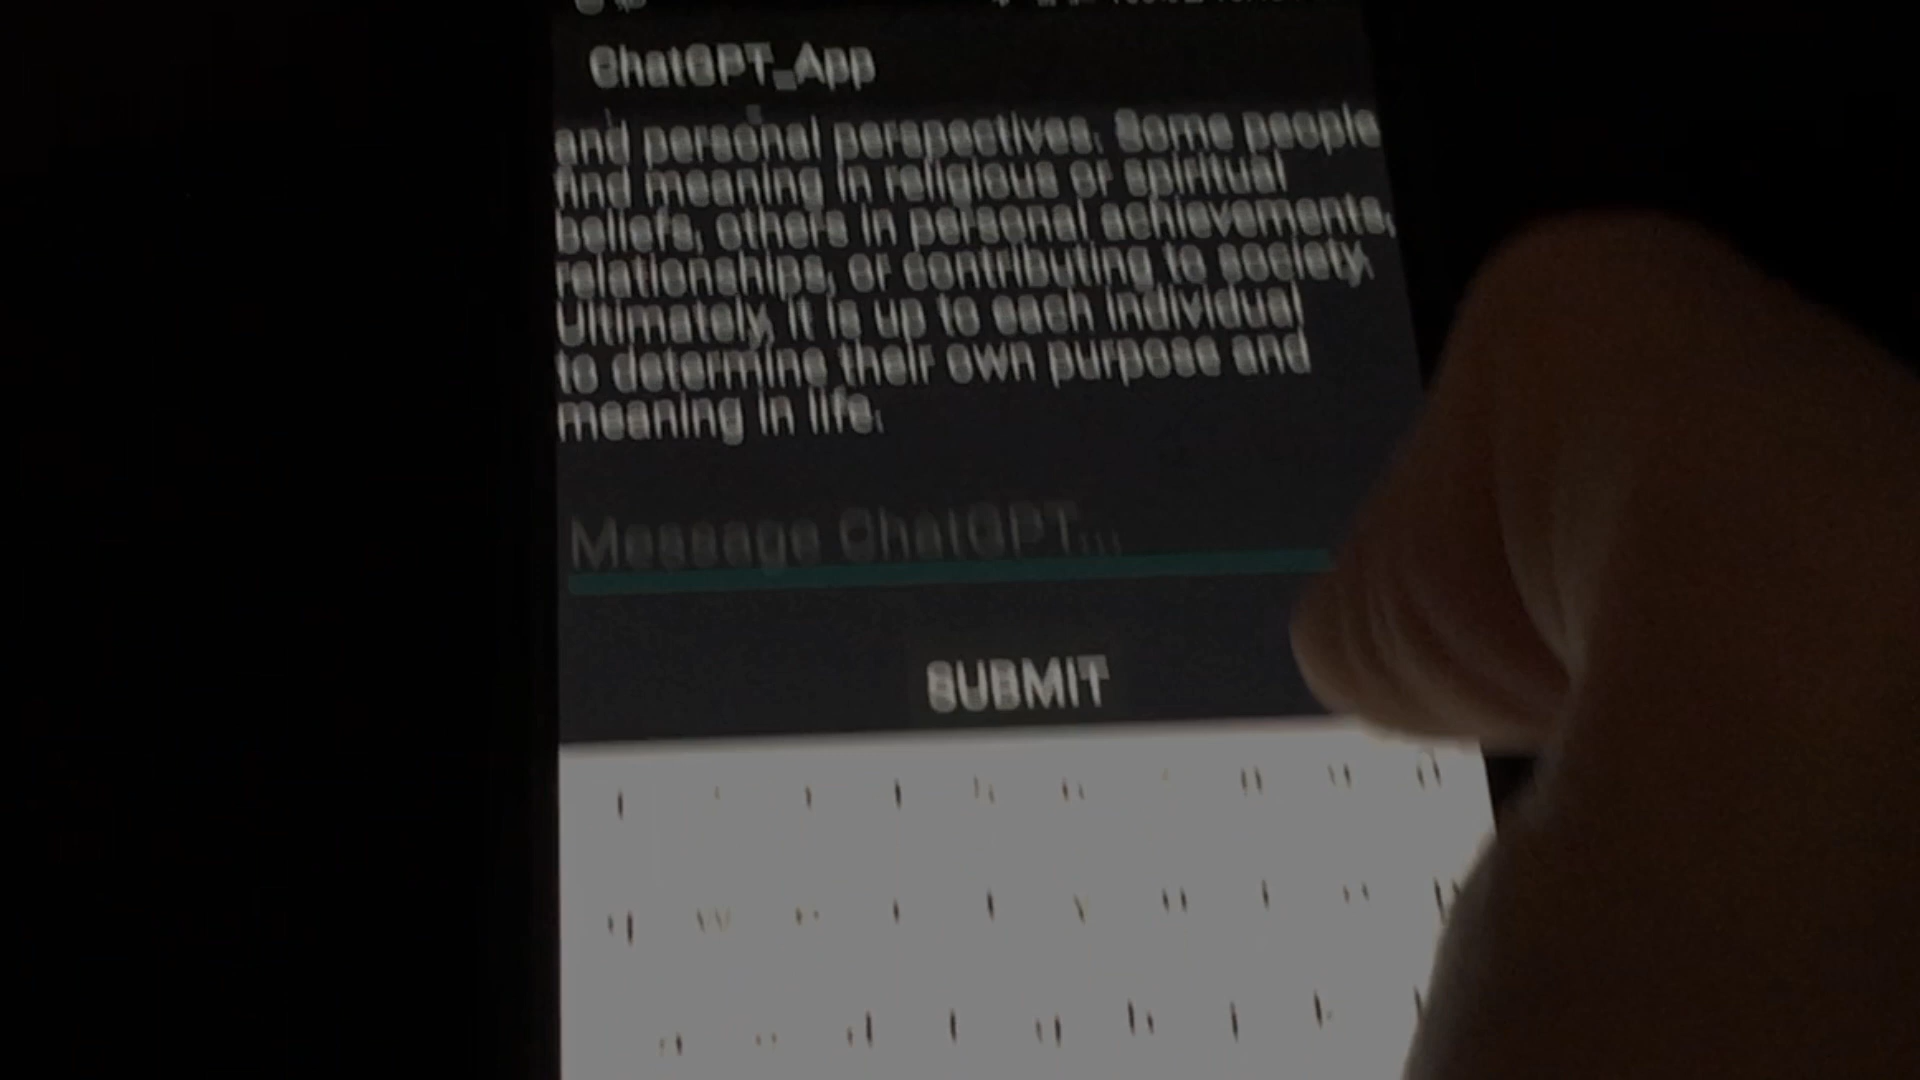 ChatGPT_App
and personal perspectives. Some people
find meaning in religious or spiritual
beliefs, others in personal achievements,
relationships, or contributing to society.
Ultimately, it is up to each individual
to determine their own purpose and
meaning in life.
Message ChatGPT...
SUBMIT